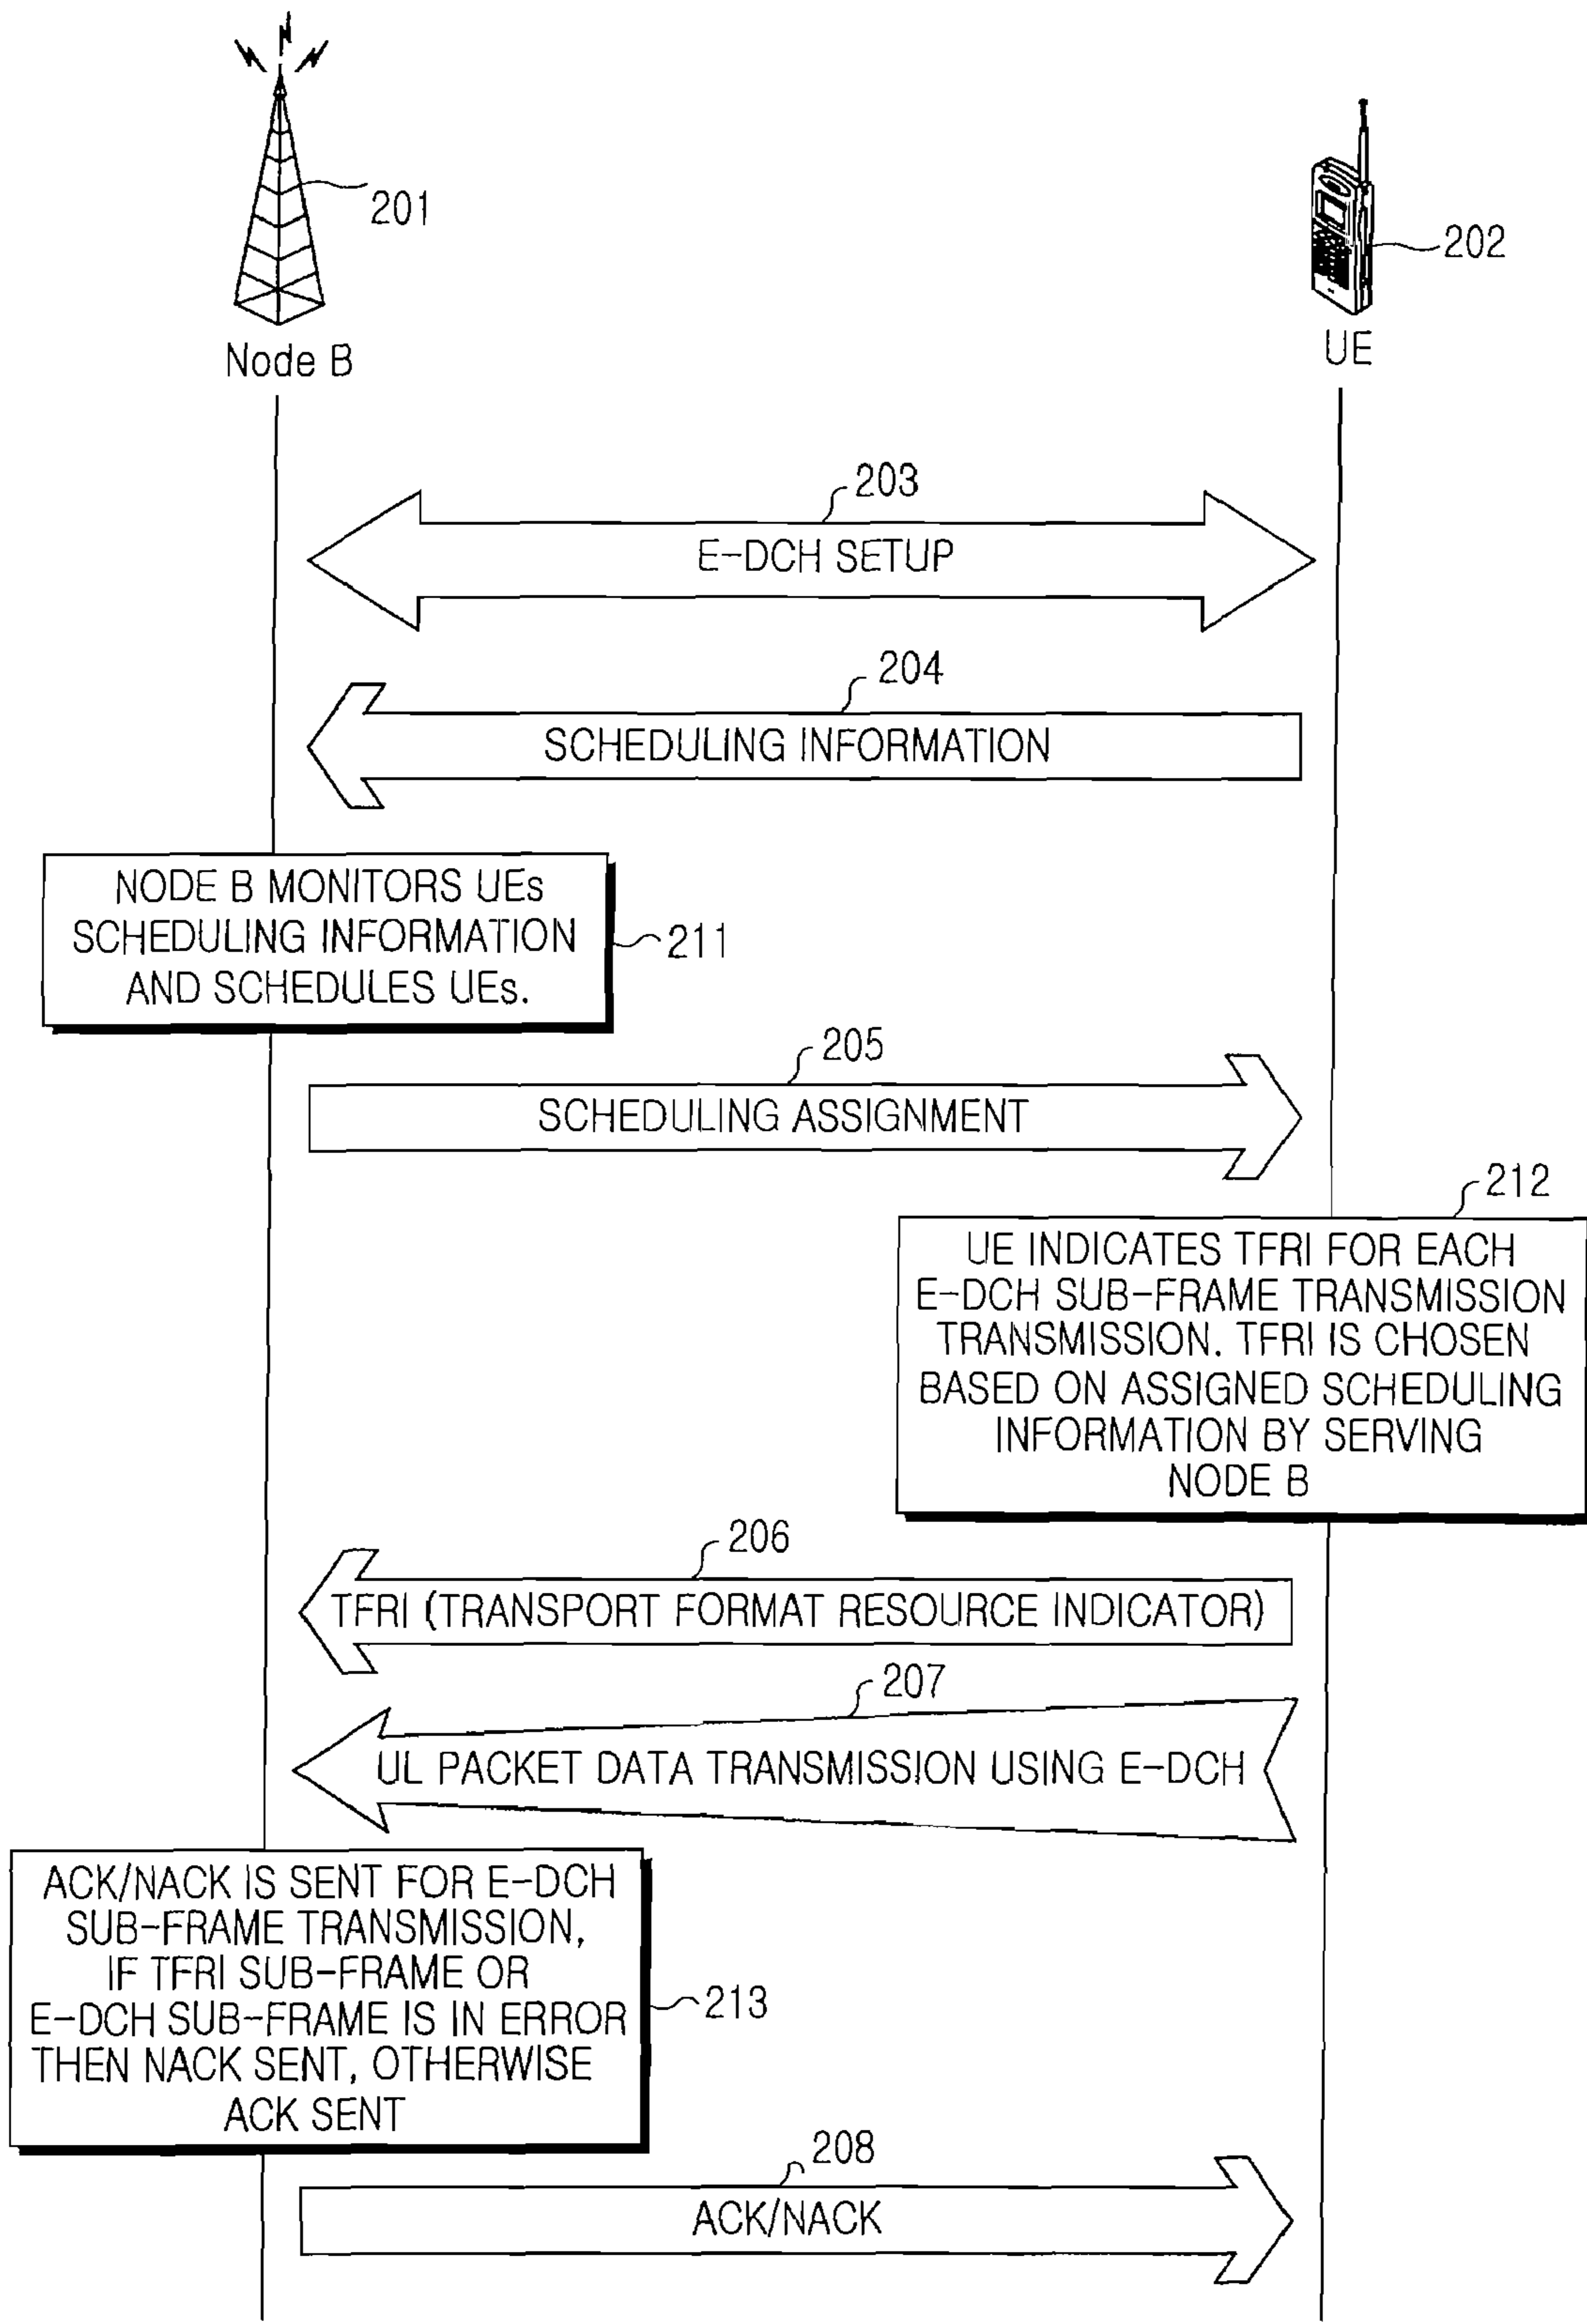 201
202
Node B
UE
203
E-DCH SETUP
204
SCHEDULING INFORMATION
NODE B MONITORS UEs
SCHEDULING INFORMATION
AND SCHEDULES UEs.
211
205
SCHEDULING ASSIGNMENT
212
UE INDICATES TFRI FOR EACH
E-DCH SUB-FRAME TRANSMISSION
TRANSMISSION. TFRI IS CHOSEN
BASED ON ASSIGNED SCHEDULING
INFORMATION BY SERVING
NODE B
206
TFRI (TRANSPORT FORMAT RESOURCE INDICATOR)
207
UL PACKET DATA TRANSMISSION USING E-DCH
ACK/NACK IS SENT FOR E-DCH
SUB-FRAME TRANSMISSION,
IF TFRI SUB-FRAME OR
E-DCH SUB-FRAME IS IN ERROR
THEN NACK SENT, OTHERWISE
ACK SENT
213
208
ACK/NACK